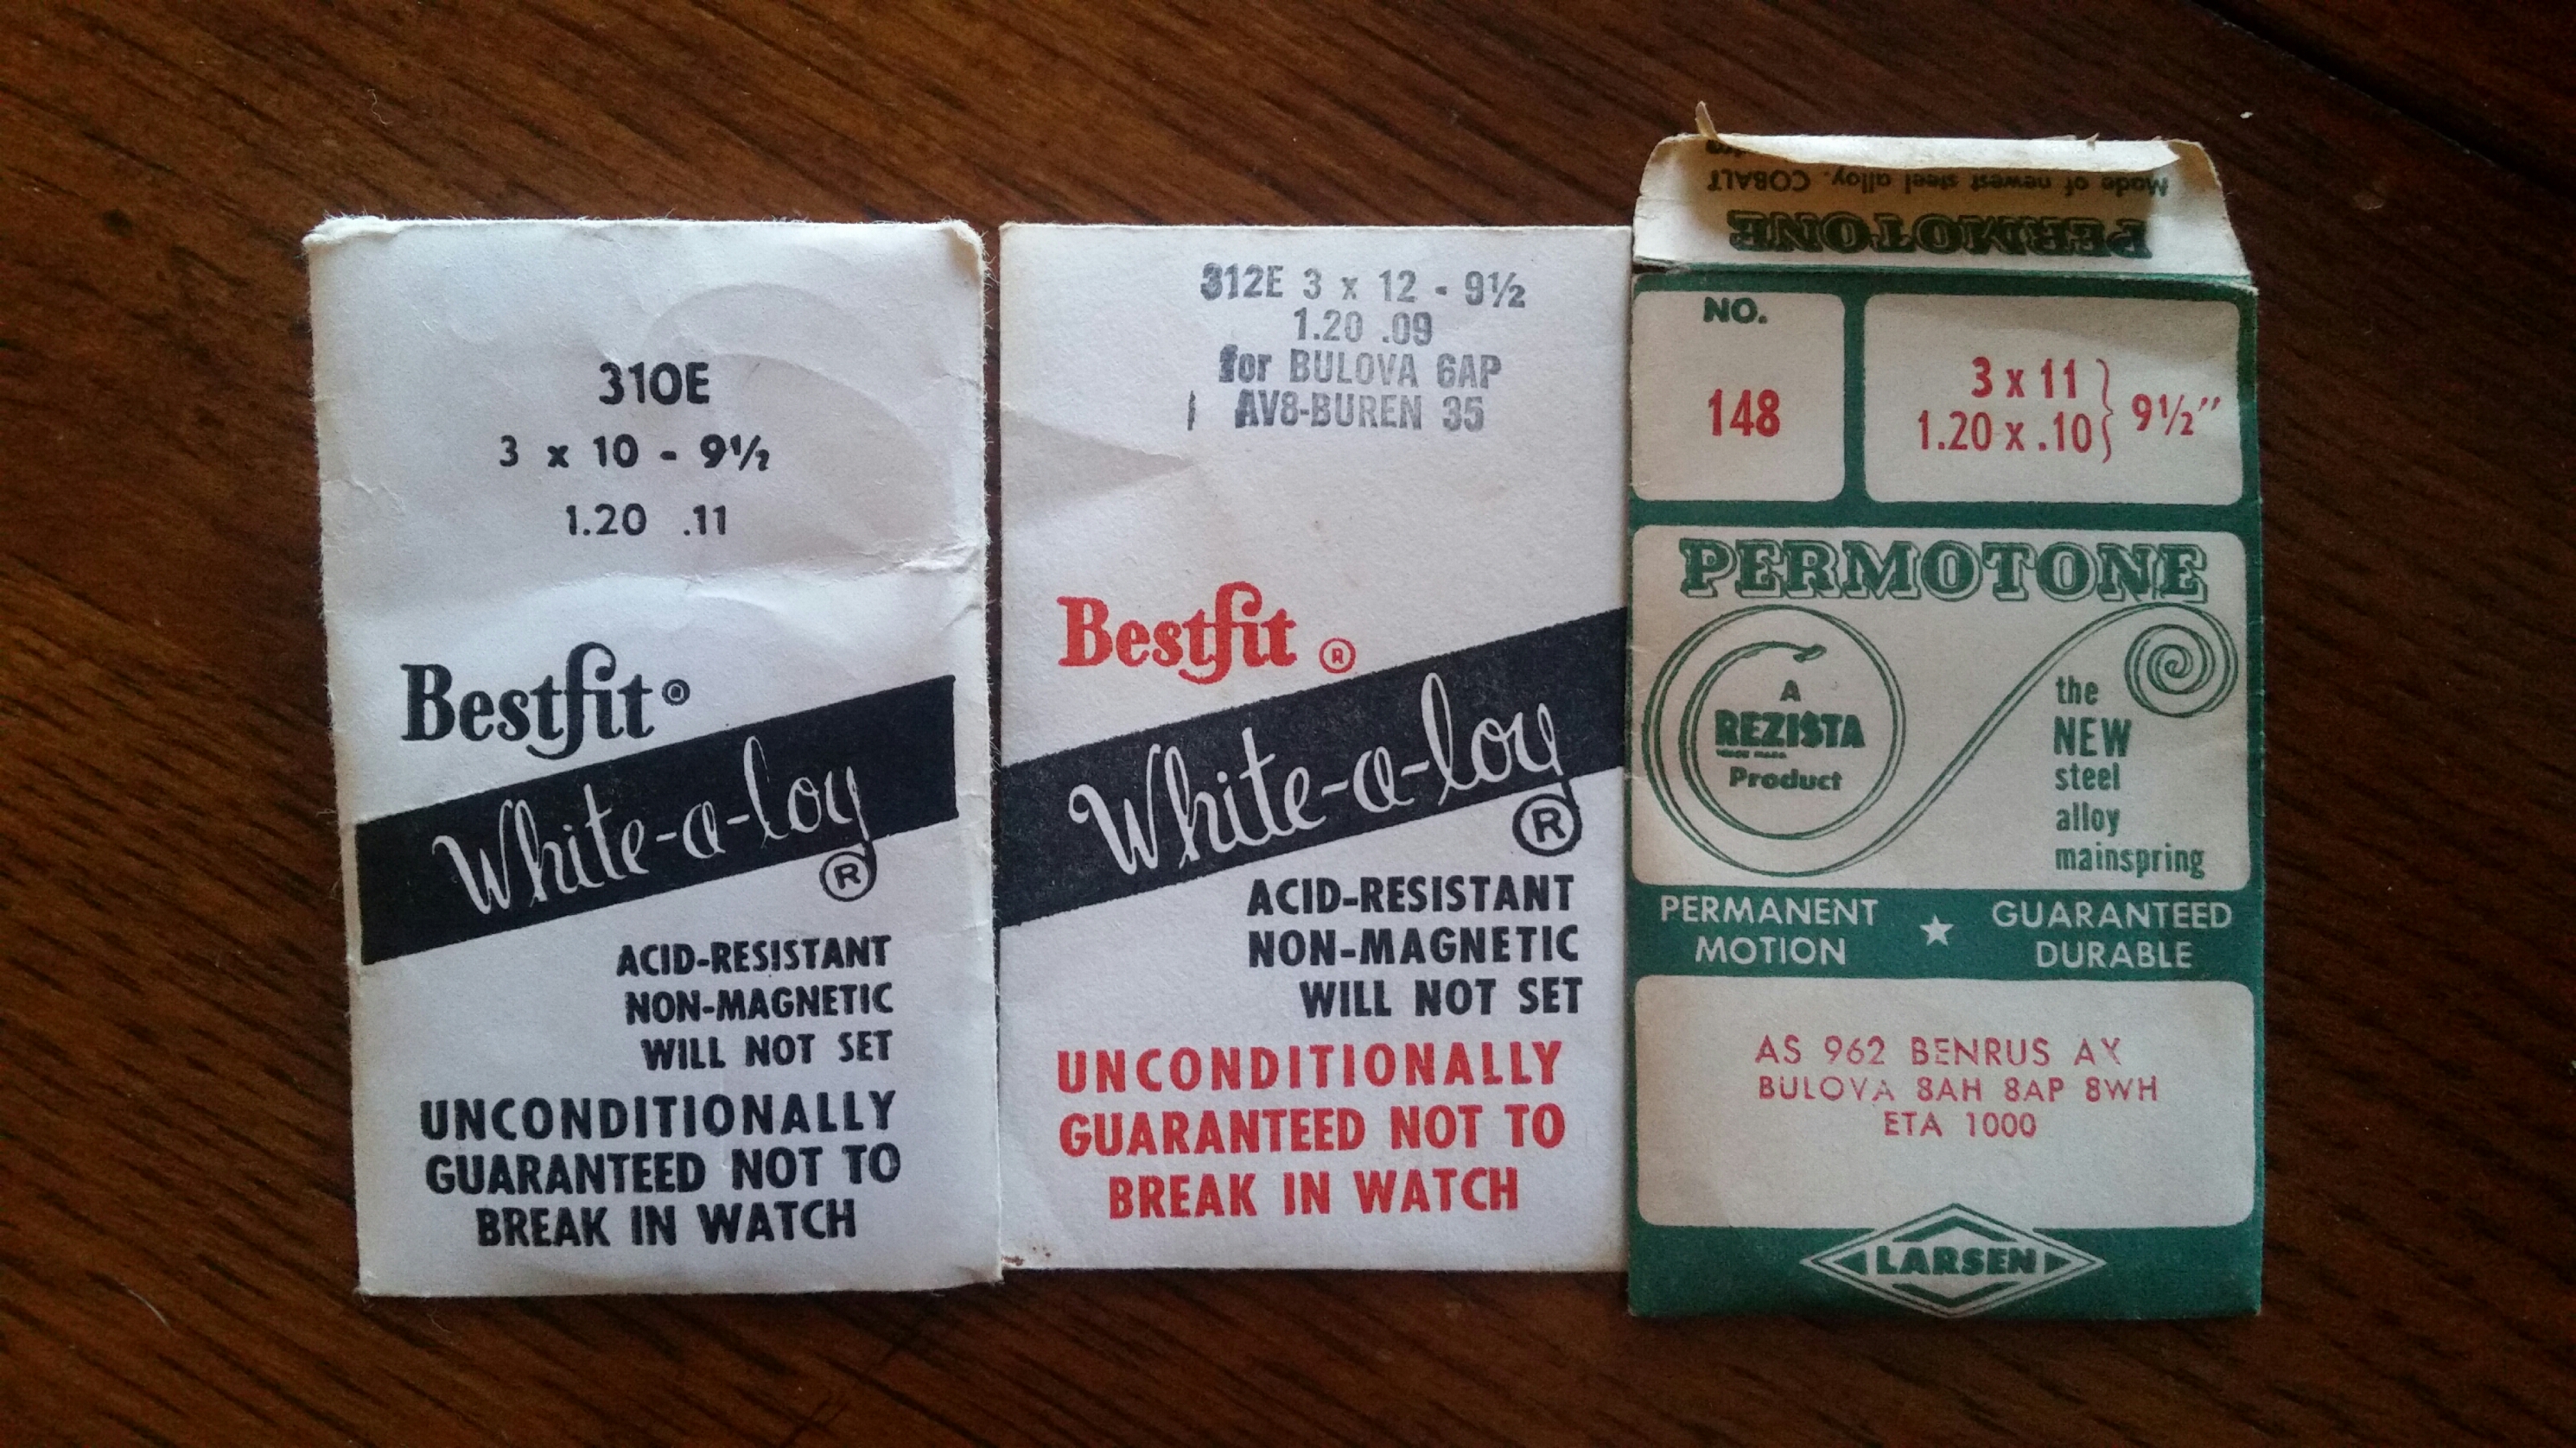 310E
3 x 10 - 9½
1.20 .11
Bestfit®
White-a-loy
®
ACID-RESISTANT
NON-MAGNETIC
WILL NOT SET
UNCONDITIONALLY
GUARANTEED NOT TO
BREAK IN WATCH
312E 3 x 12 - 9½
1.20 .09
for BULOVA 6AP
AV8-BUREN 35
Bestfit ®
White-a-loy
®
ACID-RESISTANT
NON-MAGNETIC
WILL NOT SET
UNCONDITIONALLY
GUARANTEED NOT TO
BREAK IN WATCH
PERMOTONE
Made of newest steel alloy. COBALT
NO.
148
3 x 11
1.20 x .10
9½"
PERMOTONE
A
REZISTA
TRADE MARK
Product
the
NEW
steel
alloy
mainspring
PERMANENT
MOTION
★
GUARANTEED
DURABLE
AS 962 BENRUS AX
BULOVA 8AH 8AP 8WH
ETA 1000
LARSEN